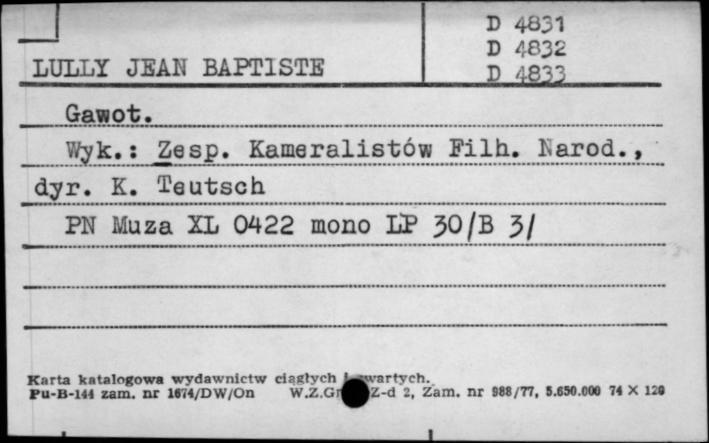 D 4831
D 4832
LULLY JEAN BAPTISTE D 4833
Gawot.
Wyk.: Zesp. Kameralistów Filh. Narod.,
dyr. K. Teutsch
PN Muza XL 0422 mono LP 30/B 3/
Karta katalogowa wydawnictw ciągłych i zwartych.
Pu-B-144 zam. nr 1674/DW/On W.Z.Gr Z-d 2, Zam. nr 988/77, 5.650.000 74 X 120